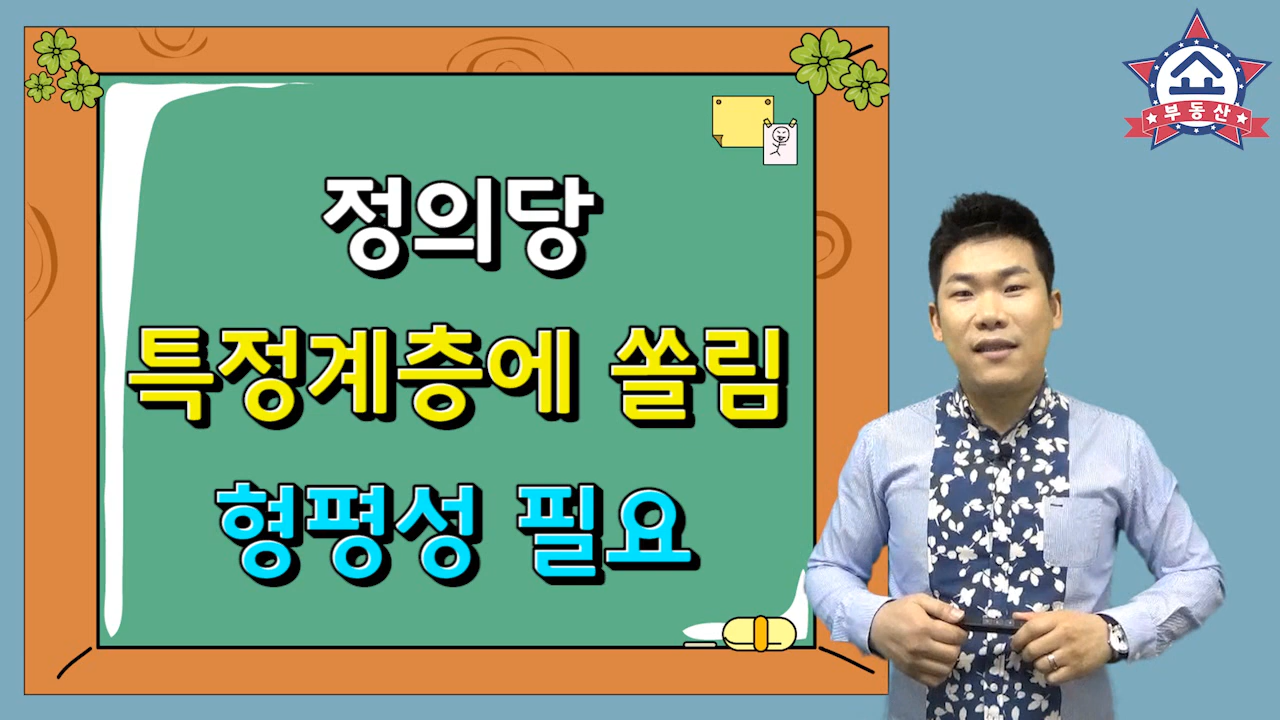 정의당
특정계층에 쏠림
형평성 필요
쇼
부동산